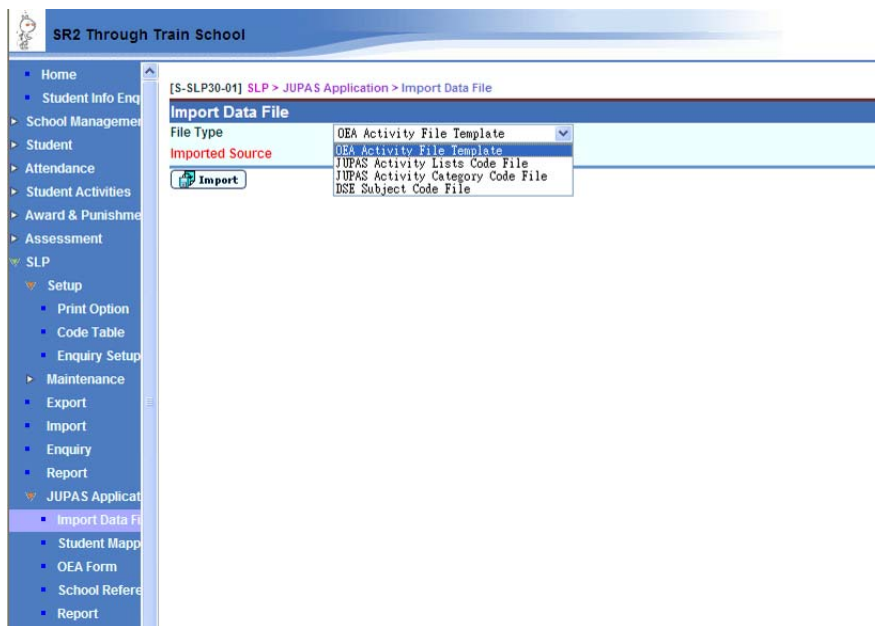 SR2 Through Train School
Home
Student Info Enq
School Managemen
Student
Attendance
Student Activities
Award & Punishme
Assessment
SLP
Setup
Print Option
Code Table
Enquiry Setup
Maintenance
Export
Import
Enquiry
Report
JUPAS Applicat
Import Data Fi
Student Mapp
OEA Form
School Refere
Report
[S-SLP30-01] SLP > JUPAS Application > Import Data File
Import Data File
File Type OEA Activity File Template
Imported Source
OEA Activity File Template
JUPAS Activity Lists Code File
JUPAS Activity Category Code File
DSE Subject Code File
Import